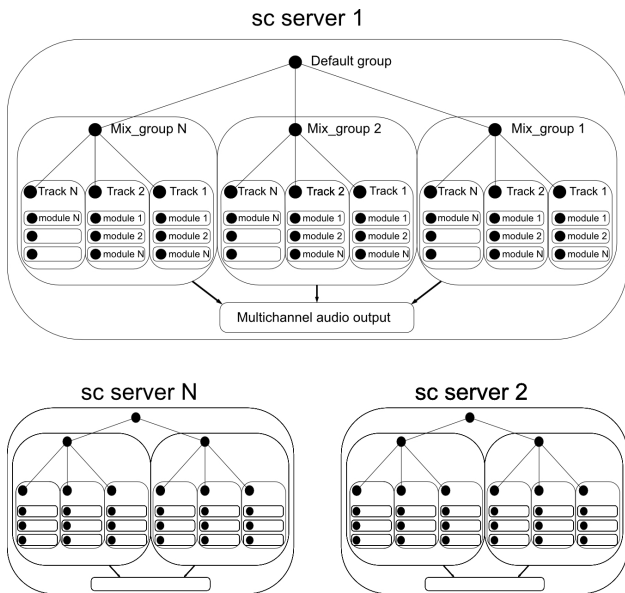 sc server 1
Default group
Mix_group N Mix_group 2 Mix_group 1
Track N Track 2 Track 1 Track N Track 2 Track 1 Track N Track 2 Track 1
module N module 1 module 1 module N module 1 module 1 module N module 1 module 1
module 2 module 2 module 2 module 2 module 2 module 2
module N module N module N module N module N module N
Multichannel audio output
sc server N sc server 2